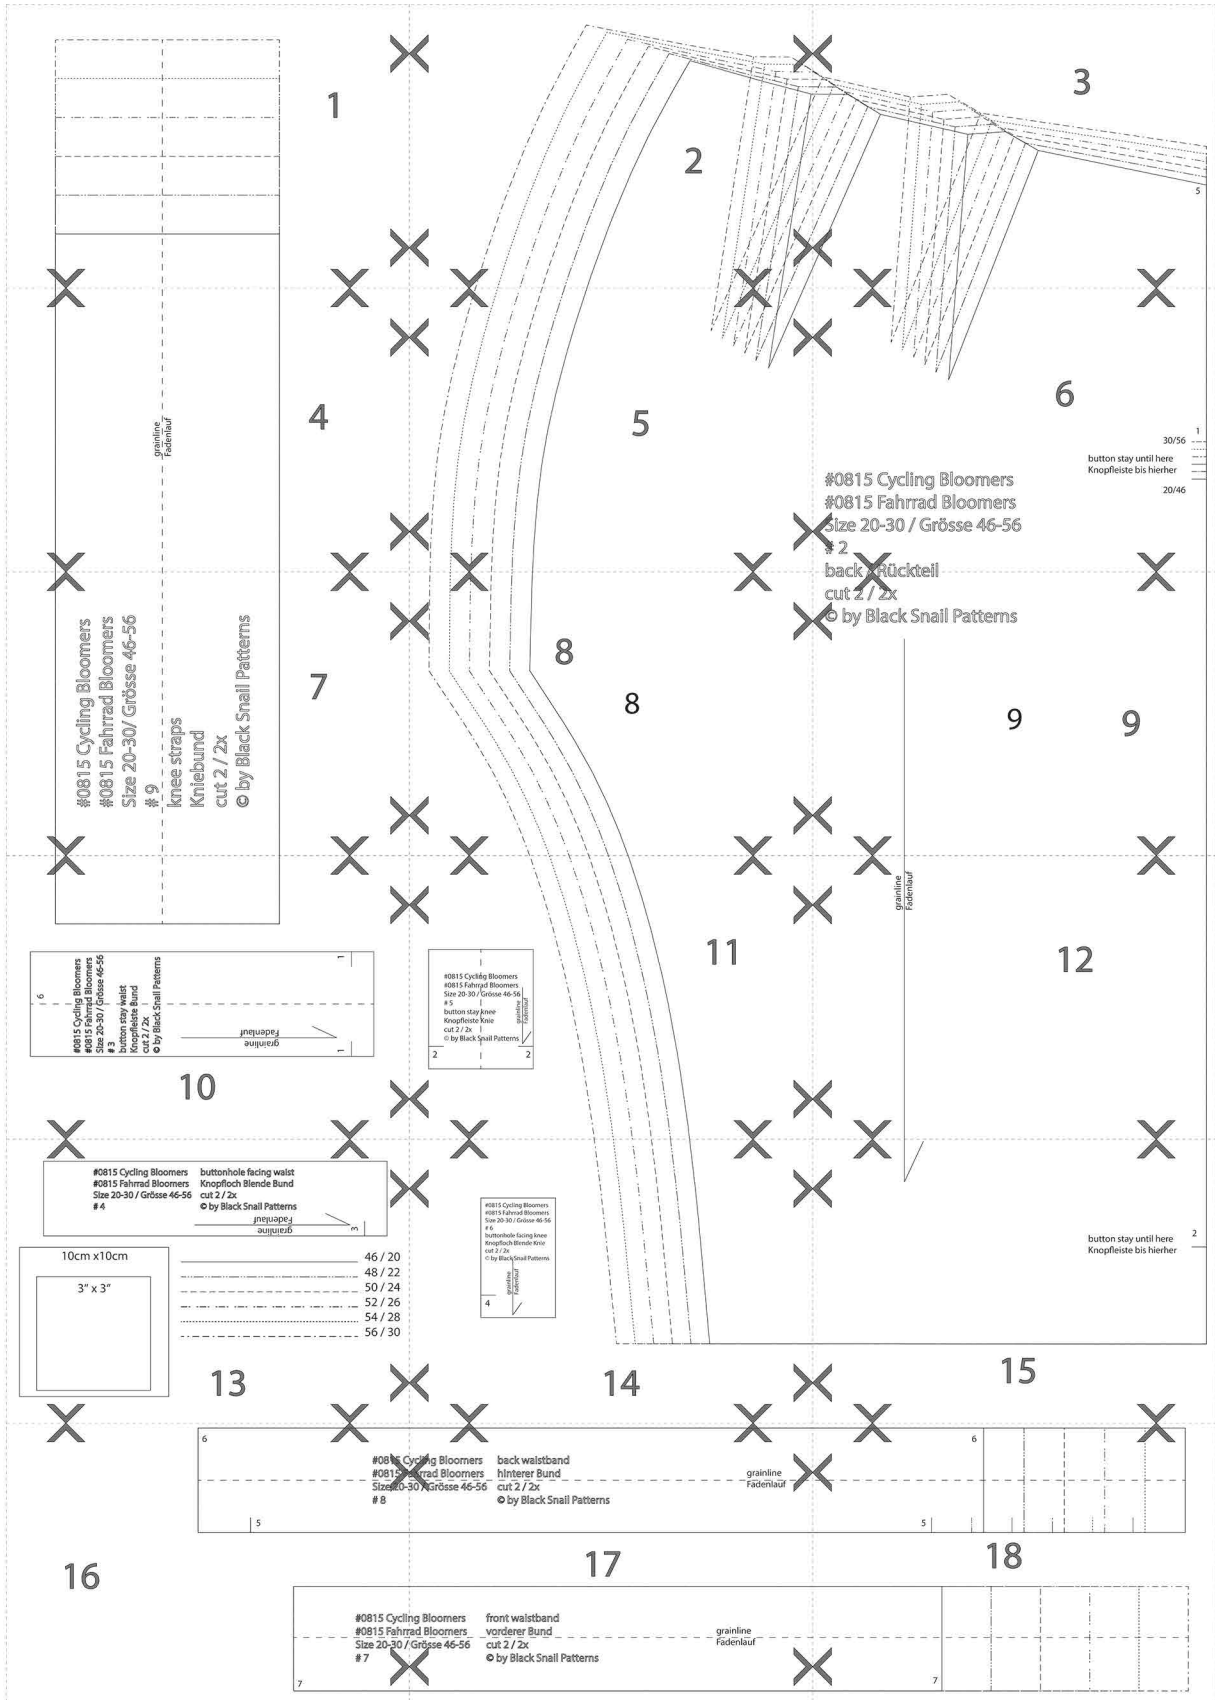 1
2
3
5
4
5
6
grainline
Fadenlauf
1
30/56
button stay until here
Knopfleiste bis hierher
20/46
#0815 Cycling Bloomers
#0815 Fahrrad Bloomers
Size 20-30 / Grösse 46-56
# 2
back / Rückteil
cut 2 / 2x
© by Black Snail Patterns
#0815 Cycling Bloomers
#0815 Fahrrad Bloomers
Size 20-30/ Grösse 46-56
# 9
knee straps
Kniebund
cut 2 / 2x
© by Black Snail Patterns
7
8
8
9
9
grainline
Fadenlauf
11
12
6
#0815 Cycling Bloomers
#0815 Fahrrad Bloomers
Size 20-30 / Grösse 46-56
# 3
button stay waist
Knopfleiste Bund
cut 2 / 2x
© by Black Snail Patterns
grainline
Fadenlauf
1
1
#0815 Cycling Bloomers
#0815 Fahrrad Bloomers
Size 20-30 / Grösse 46-56
# 5
button stay knee
Knopfleiste Knie
cut 2 / 2x
© by Black Snail Patterns
grainline
Fadenlauf
2
2
10
#0815 Cycling Bloomers buttonhole facing waist
#0815 Fahrrad Bloomers Knopfloch Blende Bund
Size 20-30 / Grösse 46-56 cut 2 / 2x
# 4 © by Black Snail Patterns
grainline
Fadenlauf
3
#0815 Cycling Bloomers
#0815 Fahrrad Bloomers
Size 20-30 / Grösse 46-56
# 6
buttonhole facing knee
Knopfloch Blende Knie
cut 2 / 2x
© by Black Snail Patterns
grainline
Fadenlauf
4
2
button stay until here
Knopfleiste bis hierher
10cm x10cm
3" x 3"
46 / 20
48 / 22
50 / 24
52 / 26
54 / 28
56 / 30
13
14
15
6
6
#0815 Cycling Bloomers back waistband
#0815 Fahrrad Bloomers hinterer Bund
Size 20-30 / Grösse 46-56 cut 2 / 2x
# 8 © by Black Snail Patterns
grainline
Fadenlauf
5
5
16
17
18
#0815 Cycling Bloomers front waistband
#0815 Fahrrad Bloomers vorderer Bund
Size 20-30 / Grösse 46-56 cut 2 / 2x
# 7 © by Black Snail Patterns
grainline
Fadenlauf
7
7